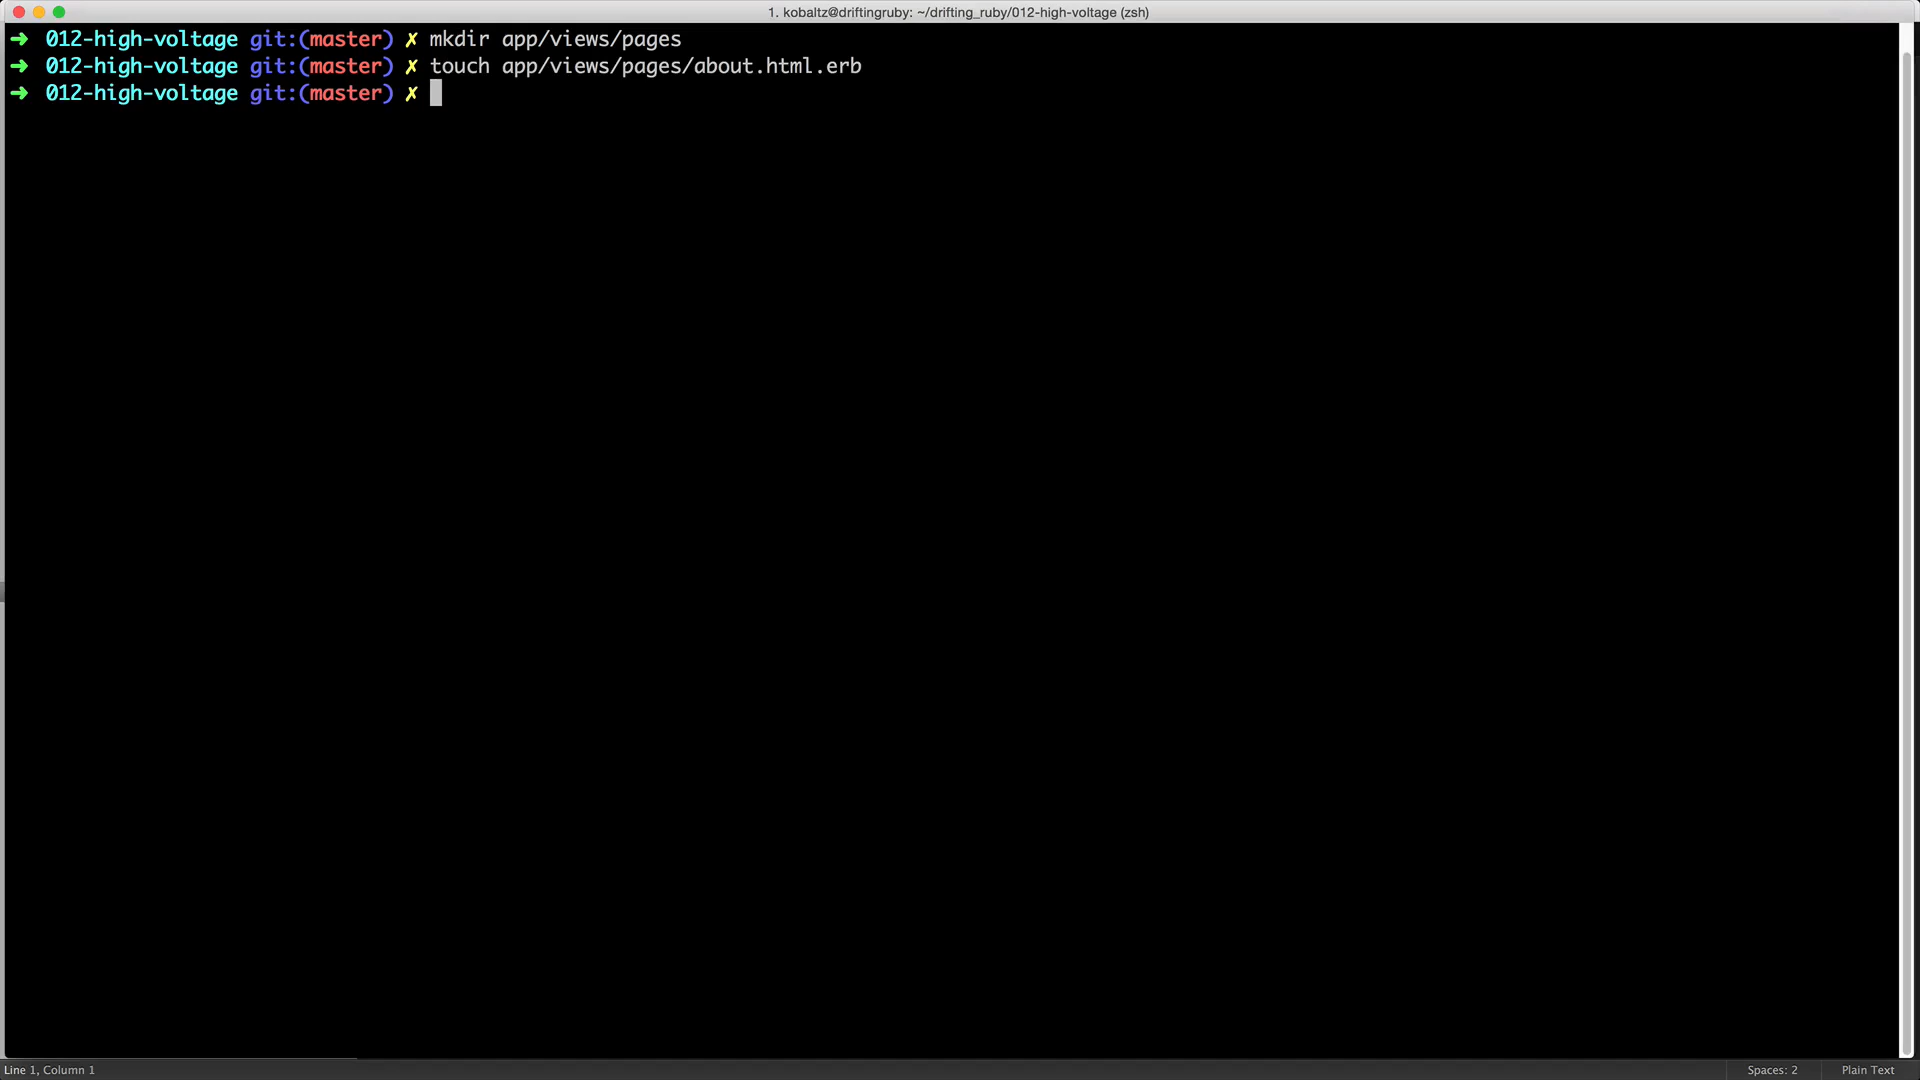 1. kobaltz@driftingruby: ~/drifting_ruby/012-high-voltage (zsh)
➜ 012-high-voltage git:(master) ✗ mkdir app/views/pages
➜ 012-high-voltage git:(master) ✗ touch app/views/pages/about.html.erb
➜ 012-high-voltage git:(master) ✗
Line 1, Column 1
Spaces: 2
Plain Text